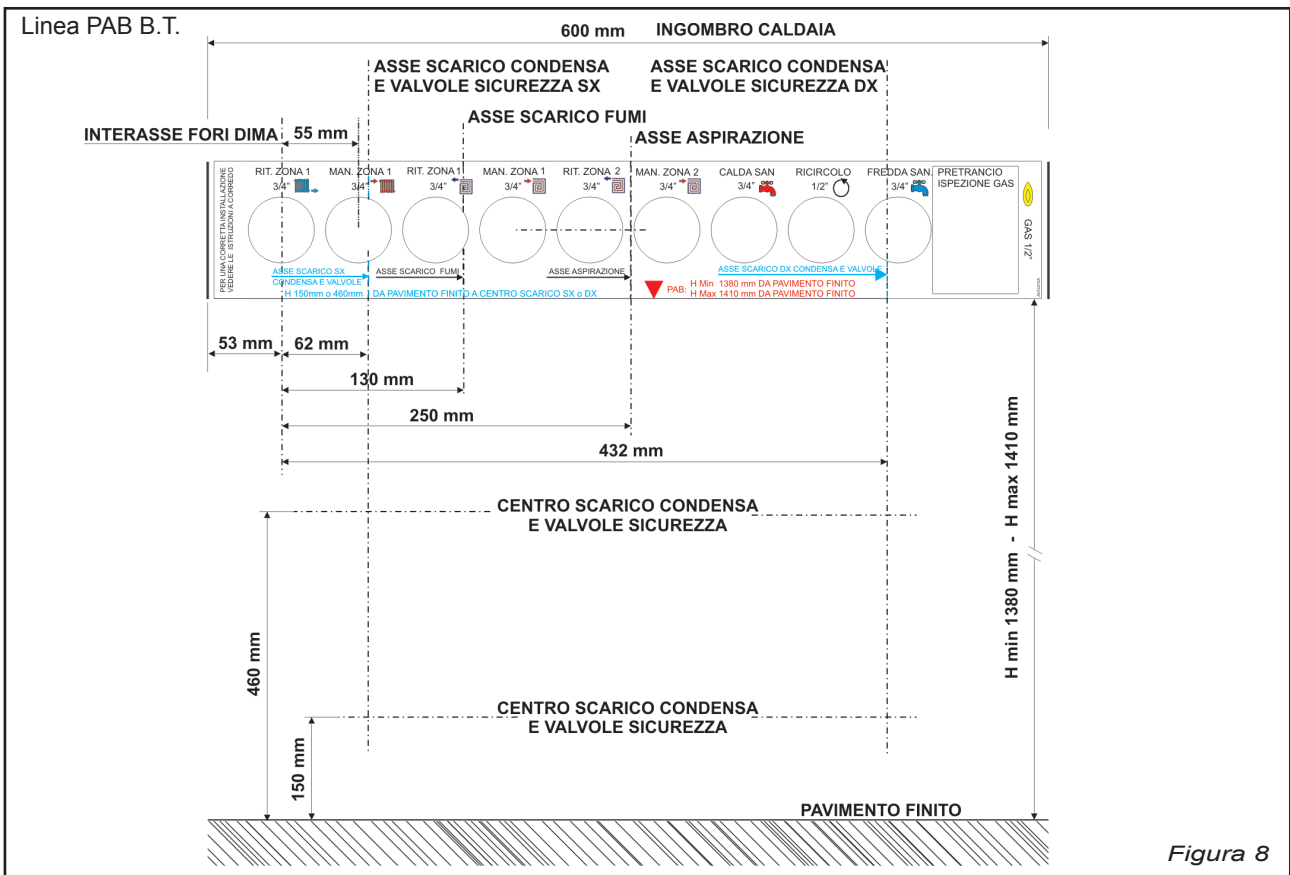 Linea PAB B.T.
600 mm INGOMBRO CALDAIA
ASSE SCARICO CONDENSA
E VALVOLE SICUREZZA SX
ASSE SCARICO CONDENSA
E VALVOLE SICUREZZA DX
ASSE SCARICO FUMI
INTERASSE FORI DIMA
55 mm
ASSE ASPIRAZIONE
PER UNA CORRETTA INSTALLAZIONE
VEDERE LE ISTRUZIONI A CORREDO
RIT. ZONA 1
3/4"
MAN. ZONA 1
3/4"
RIT. ZONA 1
3/4"
MAN. ZONA 1
3/4"
RIT. ZONA 2
3/4"
MAN. ZONA 2
3/4"
CALDA SAN
3/4"
RICIRCOLO
1/2"
FREDDA SAN.
3/4"
PRETRANCIO
ISPEZIONE GAS
GAS 1/2"
ASSE SCARICO SX
CONDENSA E VALVOLE
ASSE SCARICO FUMI
ASSE ASPIRAZIONE
ASSE SCARICO DX CONDENSA E VALVOLE
H 150mm o 460mm DA PAVIMENTO FINITO A CENTRO SCARICO SX o DX
PAB: H Min 1380 mm DA PAVIMENTO FINITO
H Max 1410 mm DA PAVIMENTO FINITO
53 mm
62 mm
130 mm
250 mm
432 mm
CENTRO SCARICO CONDENSA
E VALVOLE SICUREZZA
H min 1380 mm - H max 1410 mm
460 mm
CENTRO SCARICO CONDENSA
E VALVOLE SICUREZZA
150 mm
PAVIMENTO FINITO
Figura 8